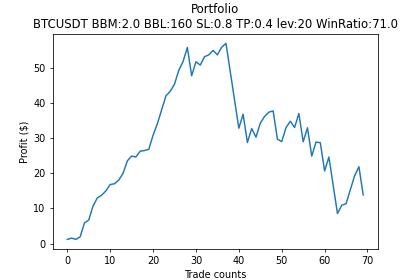 Portfolio
BTCUSDT BBM:2.0 BBL:160 SL:0.8 TP:0.4 lev:20 WinRatio:71.0
Profit ($)
50
40
30
20
10
0
0 10 20 30 40 50 60 70
Trade counts